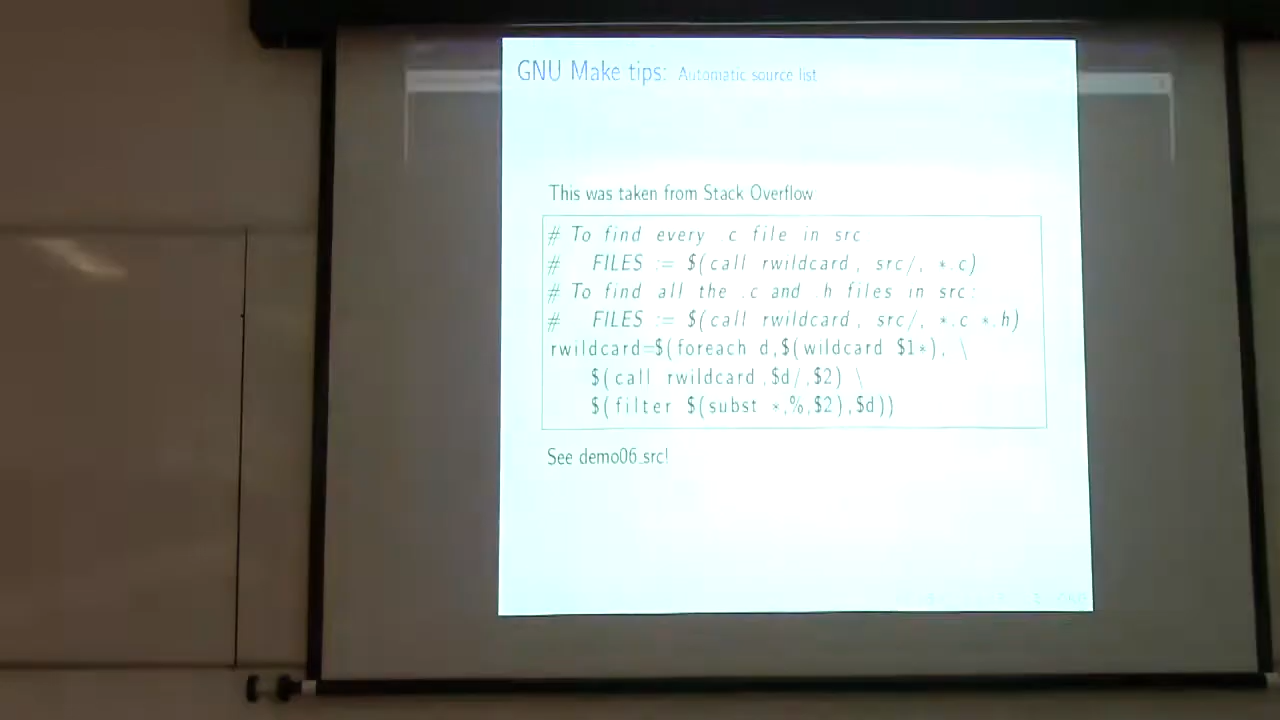 GNU Make tips: Automatic source list
This was taken from Stack Overflow
# To find every .c file in src
#   FILES := $(call rwildcard, src/, *.c)
# To find all the .c and .h files in src:
#   FILES := $(call rwildcard, src/, *.c *.h)
rwildcard=$(foreach d,$(wildcard $1*), \
$(call rwildcard,$d/,$2) \
$(filter $(subst *,%,$2),$d))
See demo06_src!